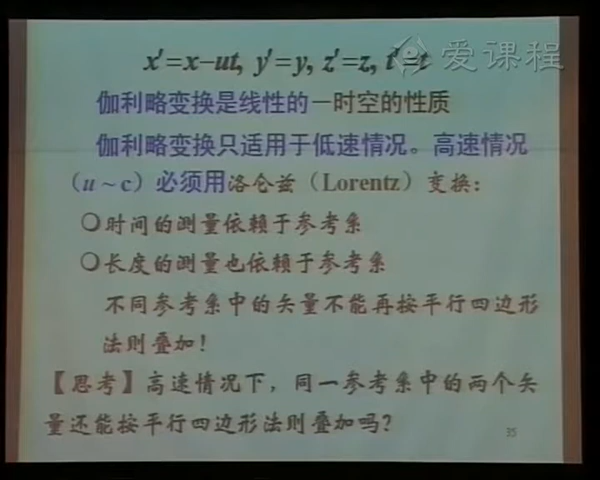 x'=x-ut, y'=y, z'=z, t'=t
爱课程
伽利略变换是线性的—时空的性质
伽利略变换只适用于低速情况。高速情况
（u ~ c）必须用洛仑兹（Lorentz）变换：
○时间的测量依赖于参考系
○长度的测量也依赖于参考系
不同参考系中的矢量不能再按平行四边形
法则叠加！
【思考】高速情况下，同一参考系中的两个矢
量还能按平行四边形法则叠加吗？
35